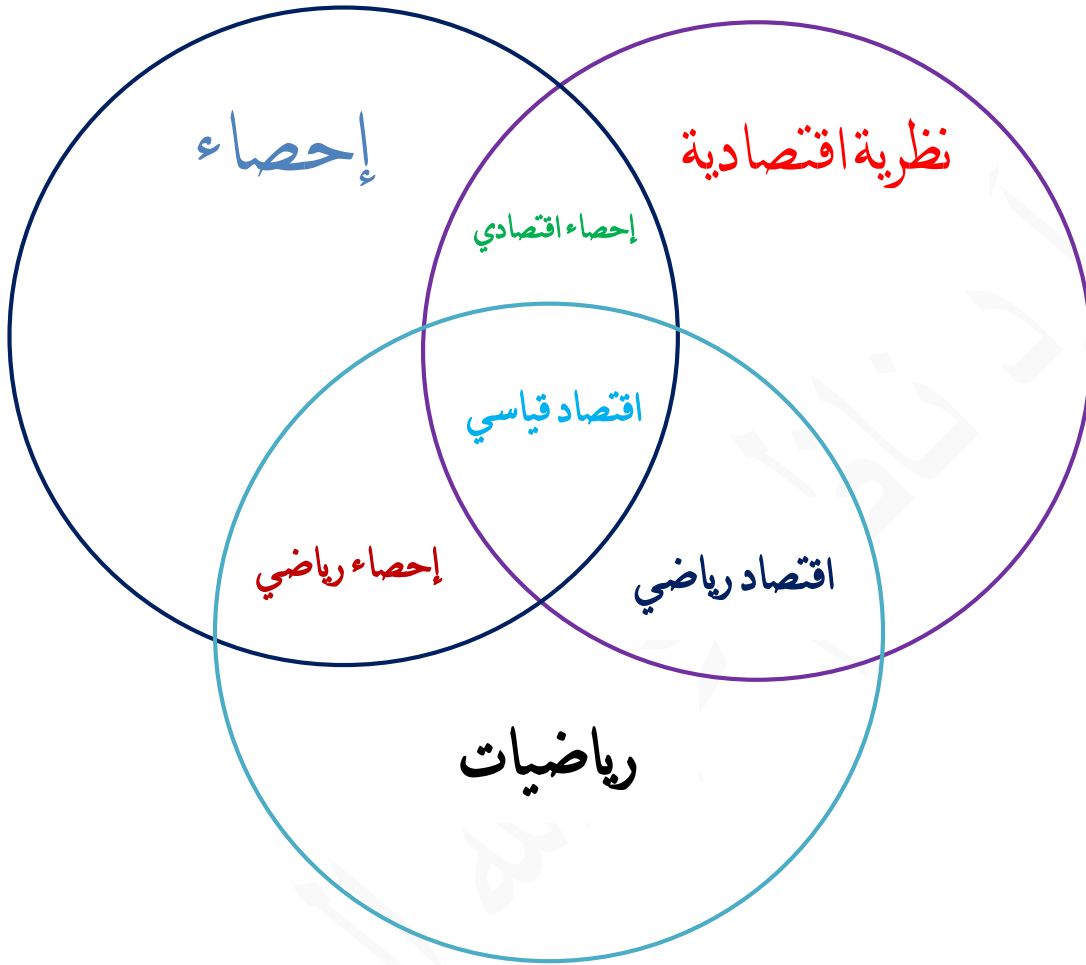 نظرية اقتصادية
إحصاء
إحصاء اقتصادي
اقتصاد قياسي
اقتصاد رياضي
إحصاء رياضي
رياضيات